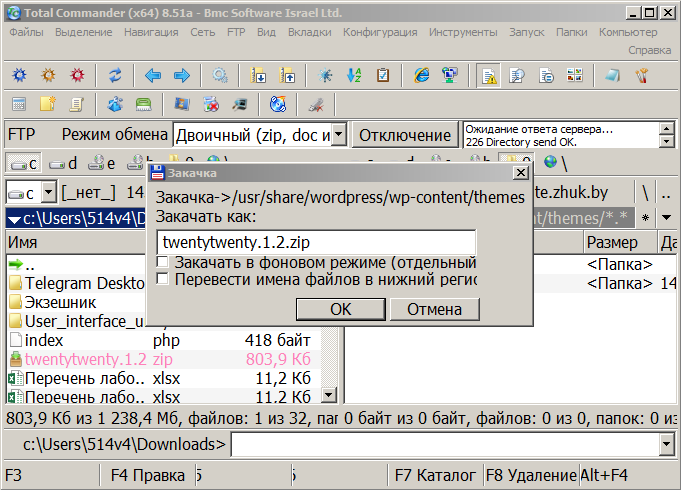 Total Commander (x64) 8.51a - Bmc Software Israel Ltd.
Файлы Выделение Навигация Сеть FTP Вид Вкладки Конфигурация Инструменты Запуск Папки Компьютер
Справка
FTP Режим обмена Двоичный (zip, doc и Отключение Ожидание ответа сервера...
226 Directory send OK.
c d e h 0 \
c [_нет_] 14 te.zhuk.by \ ..
c:\Users\514v4\Down nt/themes/*.* * ▼
Имя Размер Да
.. <Папка>
Telegram Deskto <Папка> 14
Экзешник
User_interface_u
index php 418 байт
twentytwenty.1.2 zip 803,9 Кб
Перечень лабо.. xlsx 11,2 Кб
Перечень лабо.. xlsx 11,2 Кб
Закачка
Закачка->/usr/share/wordpress/wp-content/themes
Закачать как:
twentytwenty.1.2.zip
Закачать в фоновом режиме (отдельный
Перевести имена файлов в нижний регис
OK Отмена
803,9 Кб из 1 238,4 Мб, файлов: 1 из 32, пап 0 байт из 0 байт, файлов: 0 из 0, папок: 0 из
c:\Users\514v4\Downloads>
F3 F4 Правка F7 Каталог F8 Удаление Alt+F4